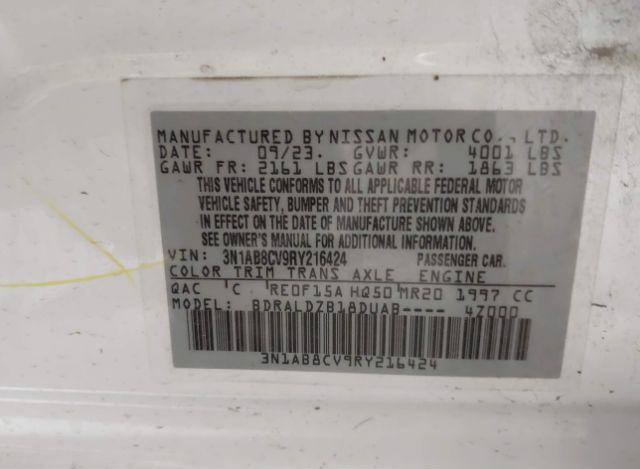 MANUFACTURED BY NISSAN MOTOR CO., LTD.
DATE: 09/23. GVWR: 4001 LBS
GAWR FR: 2161 LBS GAWR RR: 1863 LBS
THIS VEHICLE CONFORMS TO ALL APPLICABLE FEDERAL MOTOR
VEHICLE SAFETY, BUMPER AND THEFT PREVENTION STANDARDS
IN EFFECT ON THE DATE OF MANUFACTURE SHOWN ABOVE.
SEE OWNER'S MANUAL FOR ADDITIONAL INFORMATION.
VIN: 3N1AB8CV9RY216424 PASSENGER CAR.
COLOR TRIM TRANS AXLE ENGINE
QAC C RE0F15A HQ50 MR20 1997 CC
MODEL: BDRALDZB18DUAB---- 4Z000
3N1AB8CV9RY216424